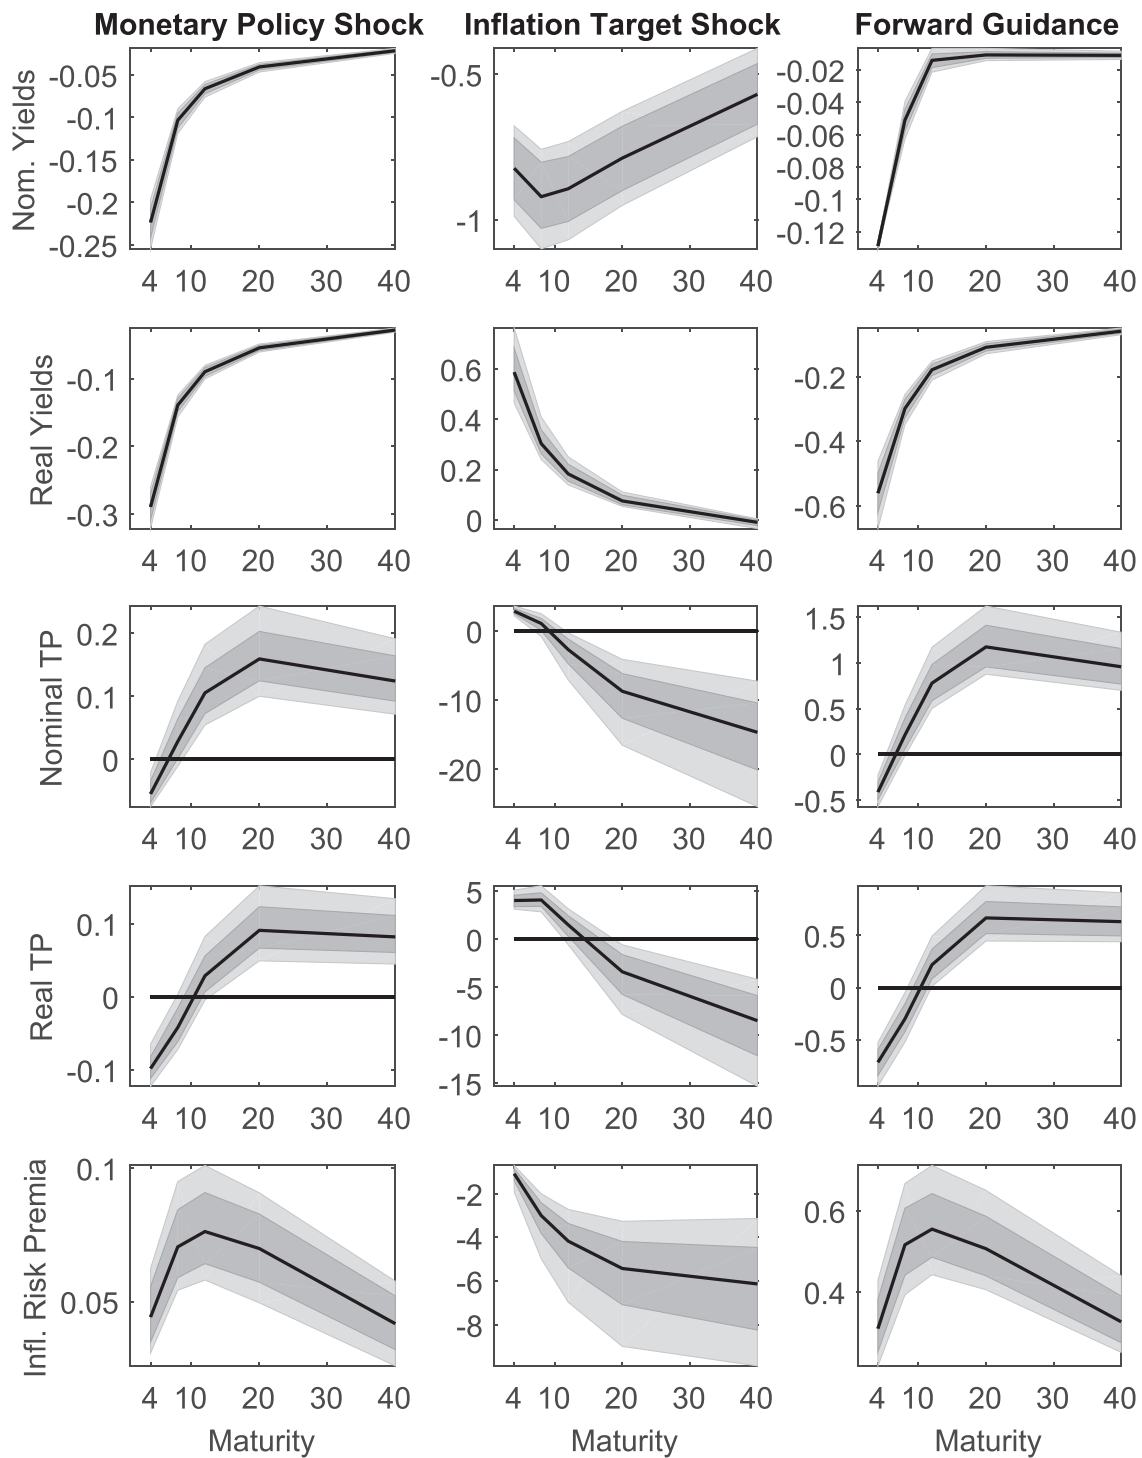 Monetary Policy Shock Inflation Target Shock Forward Guidance
Nom. Yields
-0.05
-0.1
-0.15
-0.2
-0.25
4 10 20 30 40
-0.5
-1
4 10 20 30 40
-0.02
-0.04
-0.06
-0.08
-0.1
-0.12
4 10 20 30 40
Real Yields
-0.1
-0.2
-0.3
4 10 20 30 40
0.6
0.4
0.2
0
4 10 20 30 40
-0.2
-0.4
-0.6
4 10 20 30 40
Nominal TP
0.2
0.1
0
4 10 20 30 40
0
-10
-20
4 10 20 30 40
1.5
1
0.5
0
-0.5
4 10 20 30 40
Real TP
0.1
0
-0.1
4 10 20 30 40
5
0
-5
-10
-15
4 10 20 30 40
0.5
0
-0.5
4 10 20 30 40
Infl. Risk Premia
0.1
0.05
4 10 20 30 40
Maturity
-2
-4
-6
-8
4 10 20 30 40
Maturity
0.6
0.4
4 10 20 30 40
Maturity